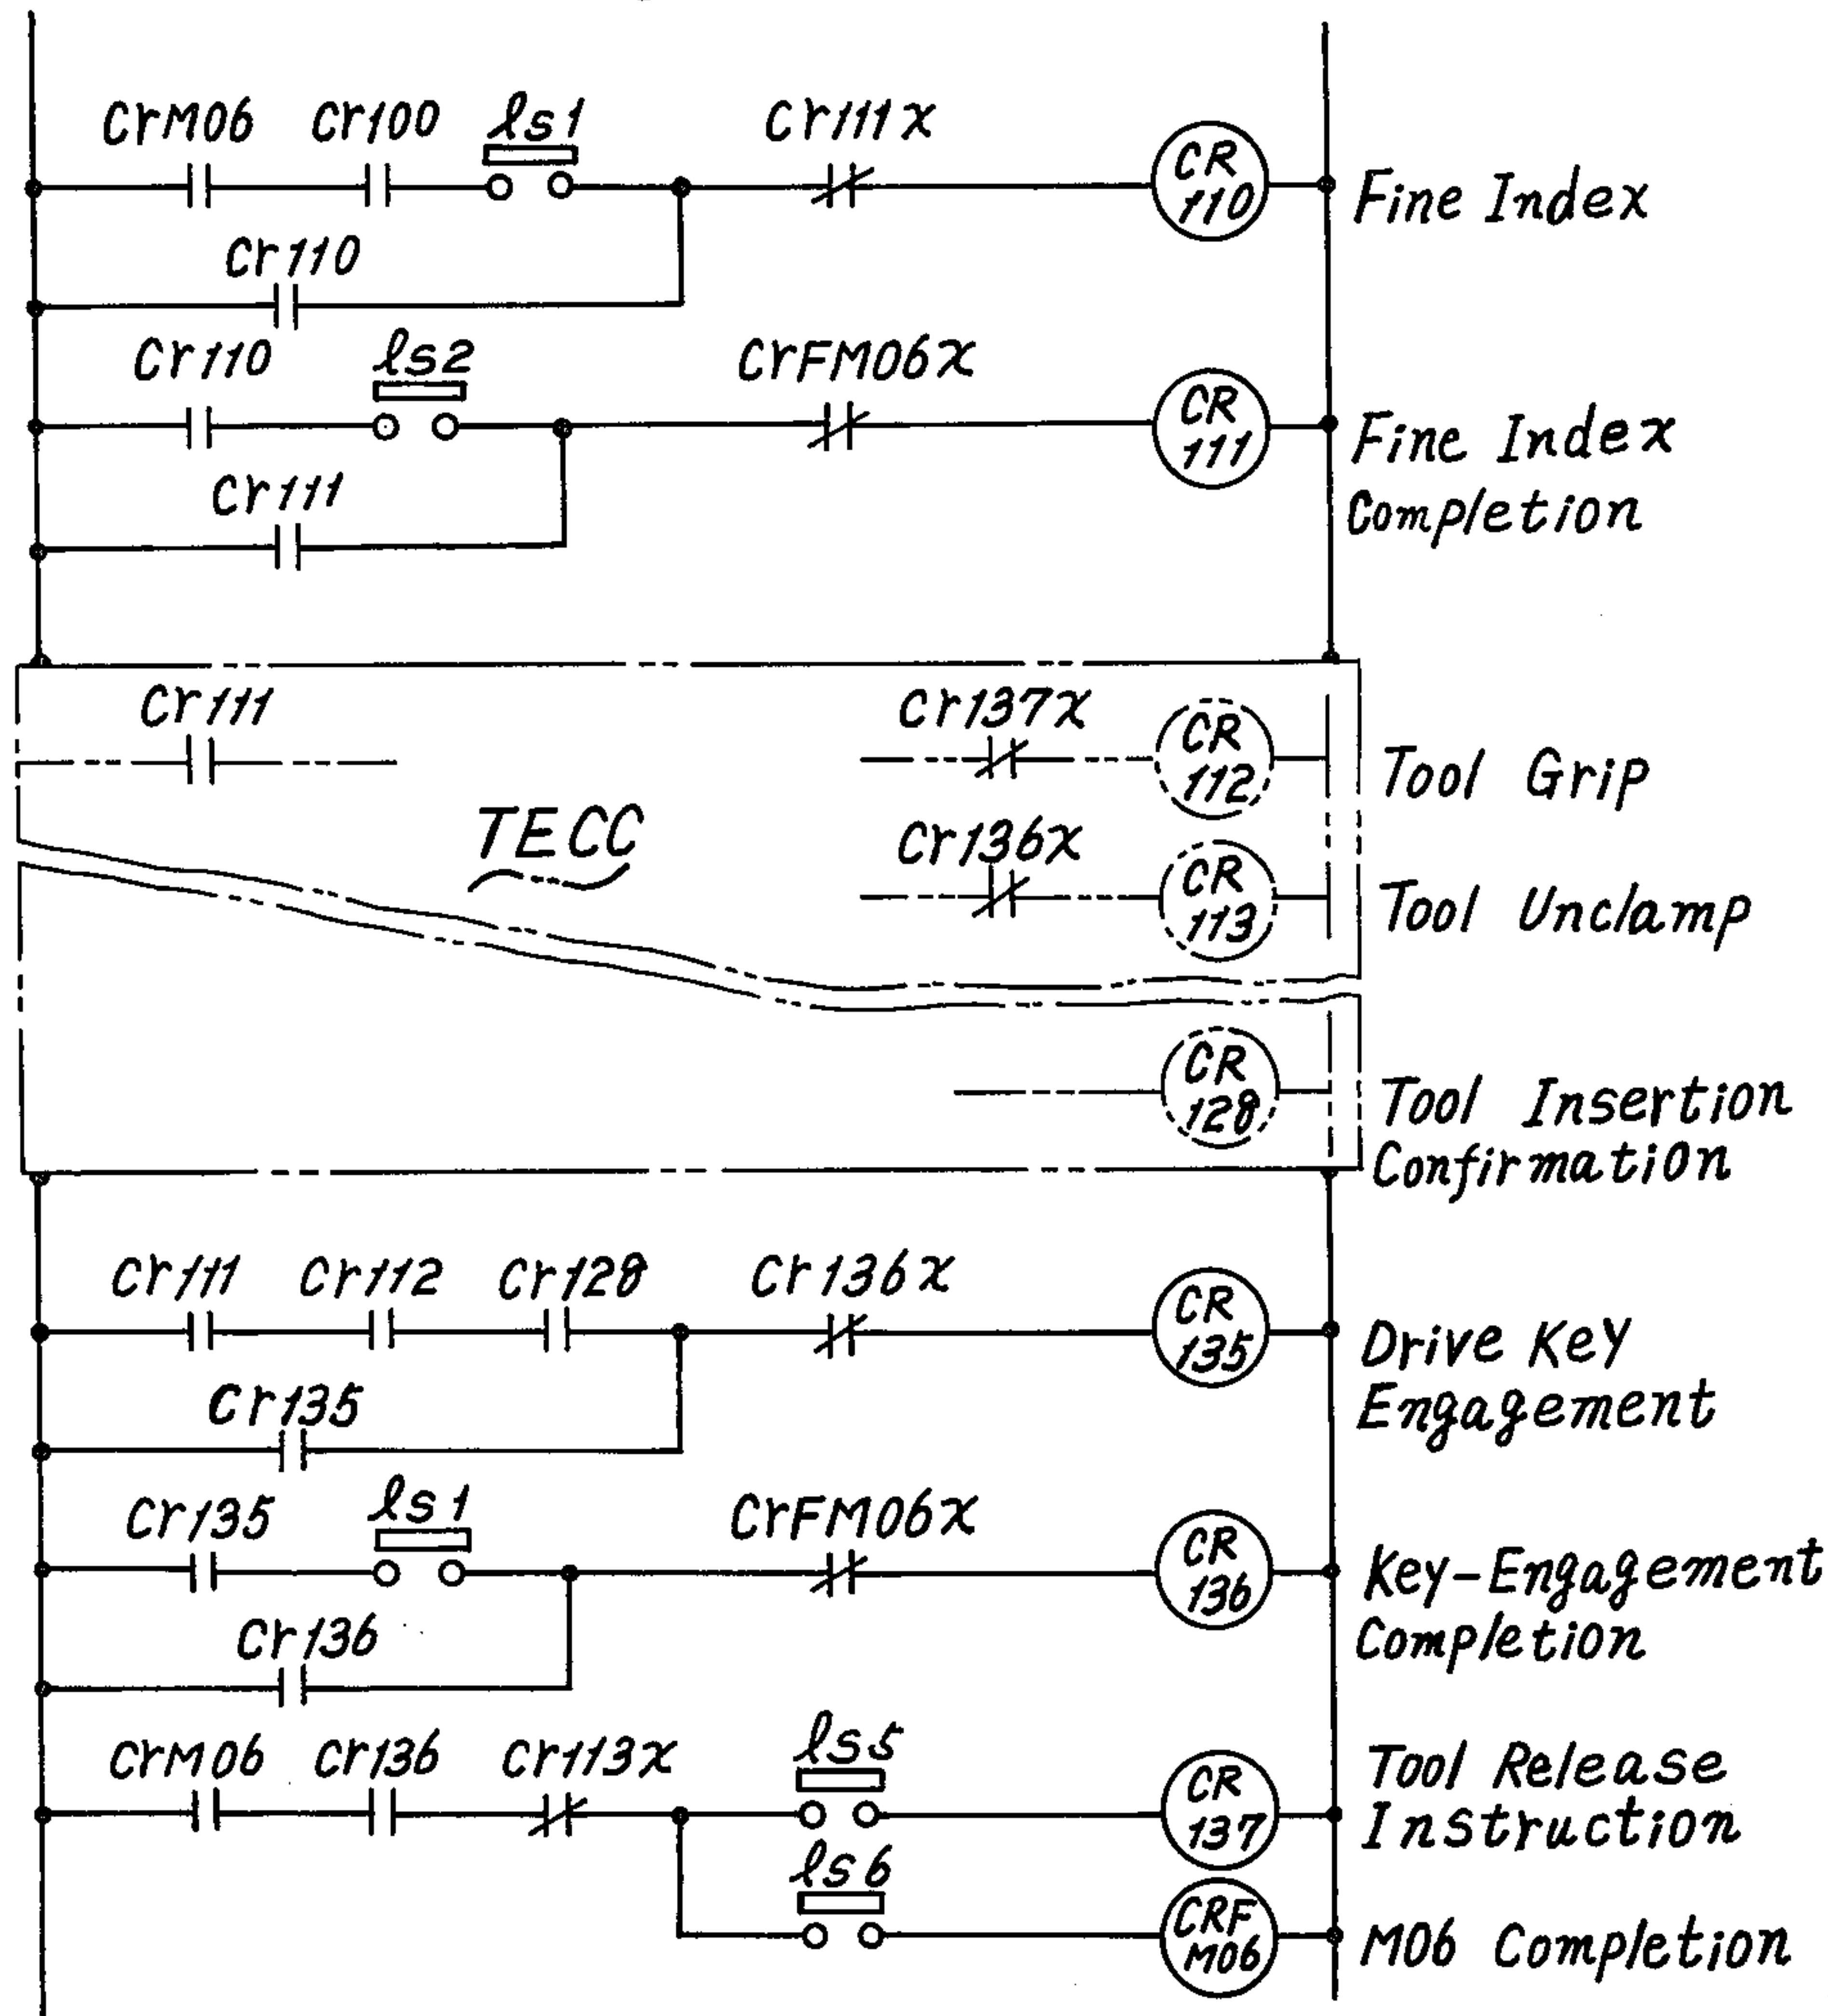 CrM06 Cr100 ls1 Cr111x
CR
110
Fine Index
Cr110
Cr110 ls2 CrFM06x
CR
111
Fine Index
Completion
Cr111
Cr111 Cr137x
CR
112
Tool Grip
TECC
Cr136x
CR
113
Tool Unclamp
CR
128
Tool Insertion
Confirmation
Cr111 Cr112 Cr128 Cr136x
CR
135
Drive Key
Engagement
Cr135
Cr135 ls1 CrFM06x
CR
136
Key-Engagement
Completion
Cr136
CrM06 Cr136 Cr113x ls5
CR
137
Tool Release
Instruction
ls6
CRF
M06
M06 Completion